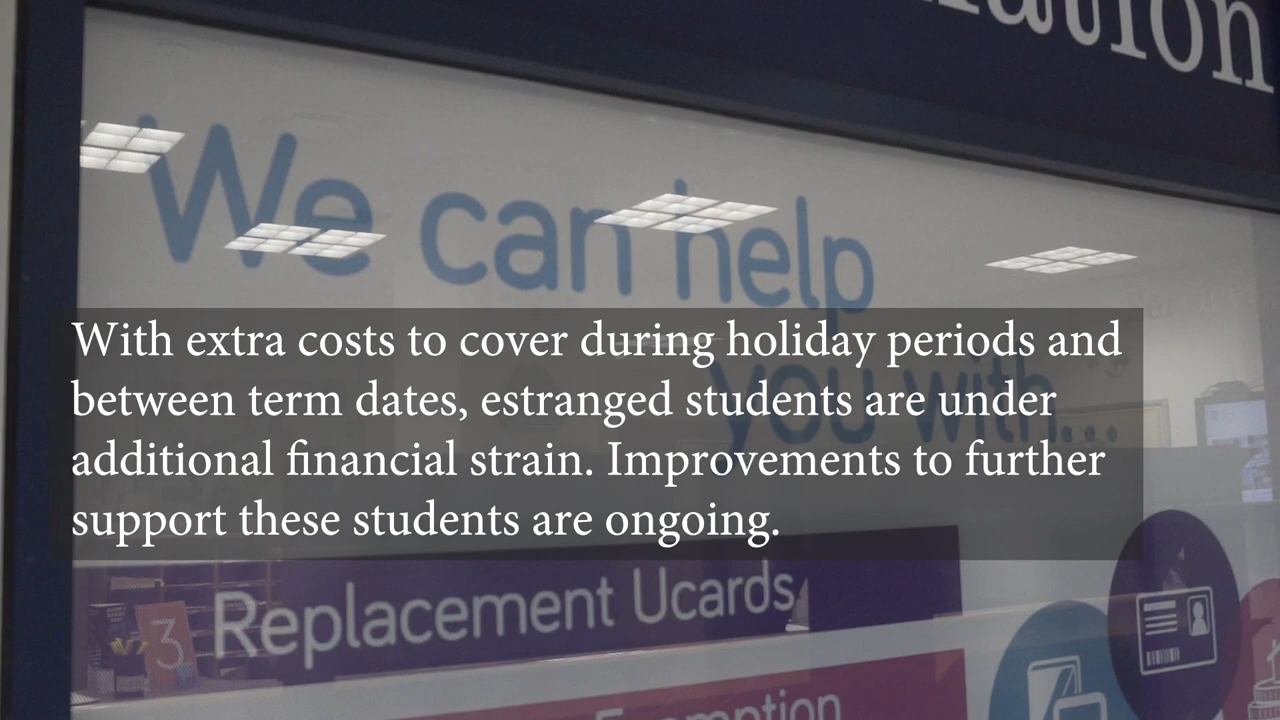 We can help
you with...
With extra costs to cover during holiday periods and
between term dates, estranged students are under
additional financial strain. Improvements to further
support these students are ongoing.
3
Replacement Ucards